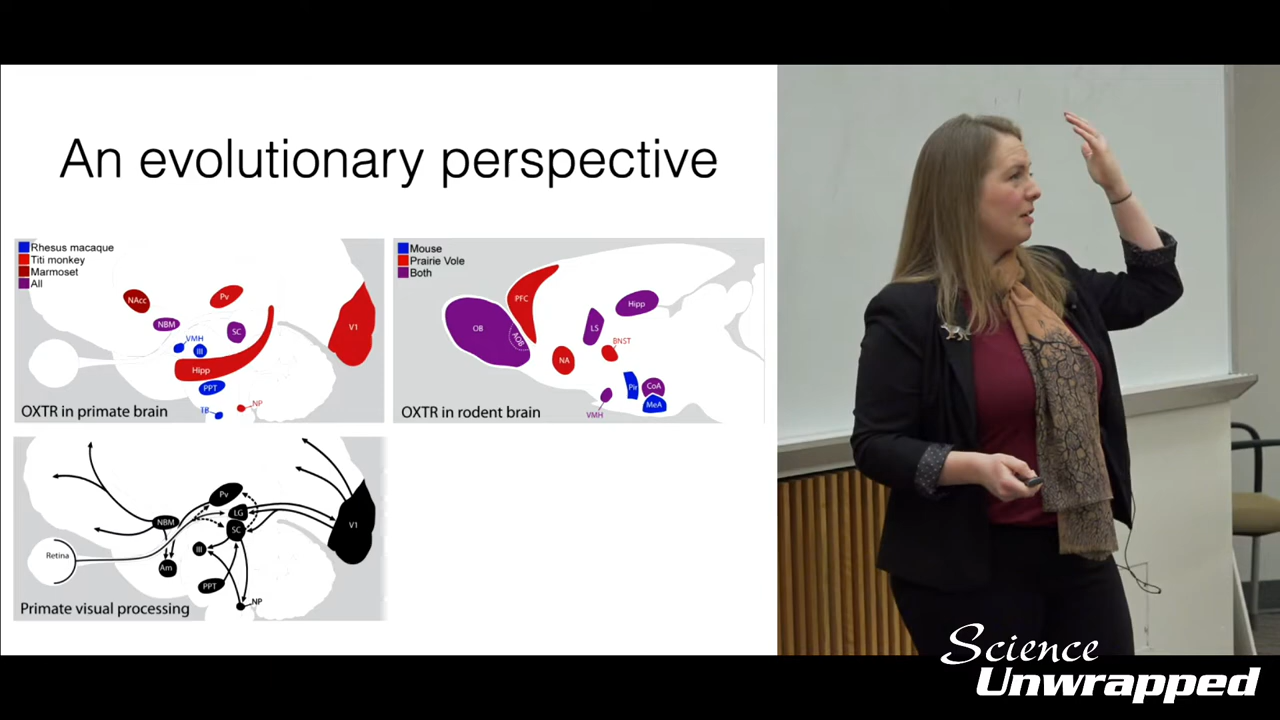 An evolutionary perspective
Rhesus macaque
Titi monkey
Marmoset
All
NAcc
Pv
NBM
SC
VMH
III
V1
Hipp
PPT
TB
NP
OXTR in primate brain
Mouse
Prairie Vole
Both
PFC
Hipp
OB
AOB
LS
BNST
NA
Pir
CoA
MeA
VMH
OXTR in rodent brain
Pv
LG
NBM
SC
V1
Retina
III
Am
PPT
NP
Primate visual processing
Science
Unwrapped